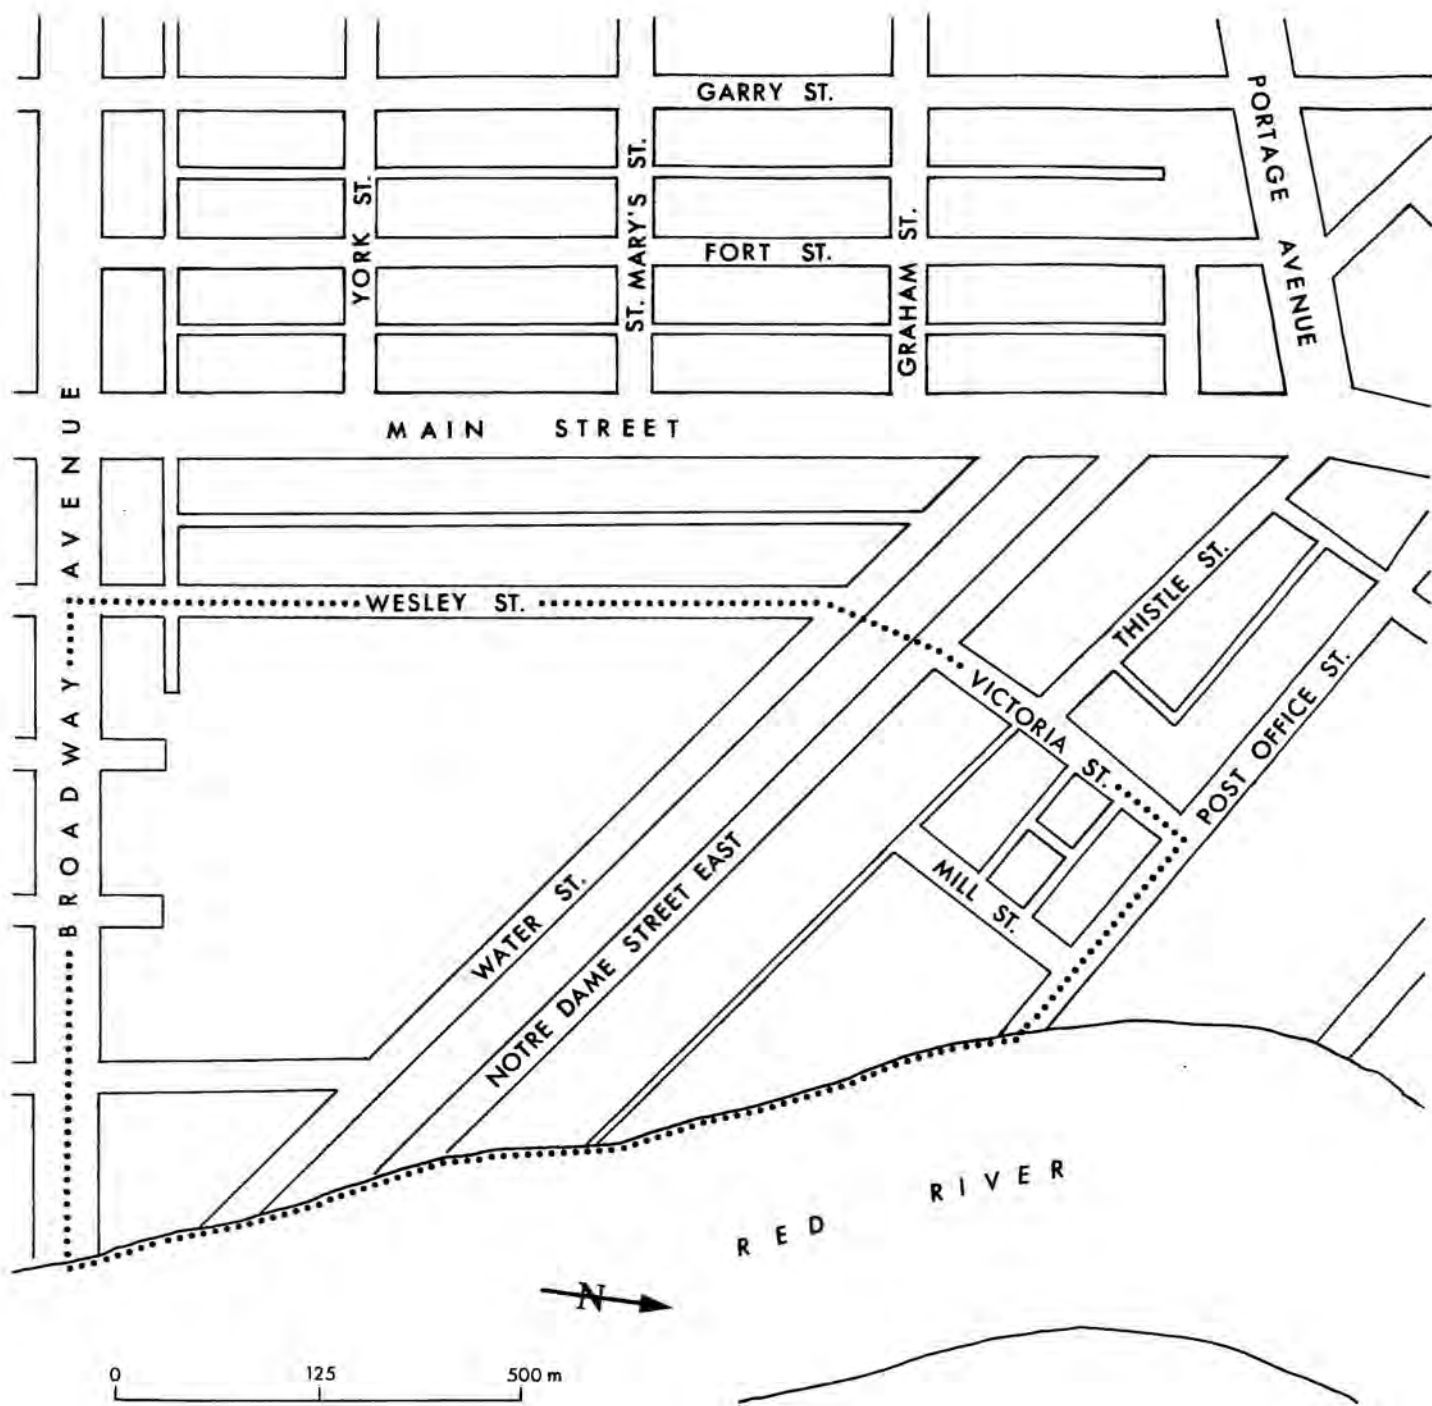 GARRY ST.
PORTAGE AVENUE
YORK ST.
ST. MARY'S ST.
FORT ST.
GRAHAM ST.
MAIN STREET
BROADWAY AVENUE
WESLEY ST.
THISTLE ST.
VICTORIA ST.
POST OFFICE ST.
MILL ST.
WATER ST.
NOTRE DAME STREET EAST
RED RIVER
N
0 125 500 m